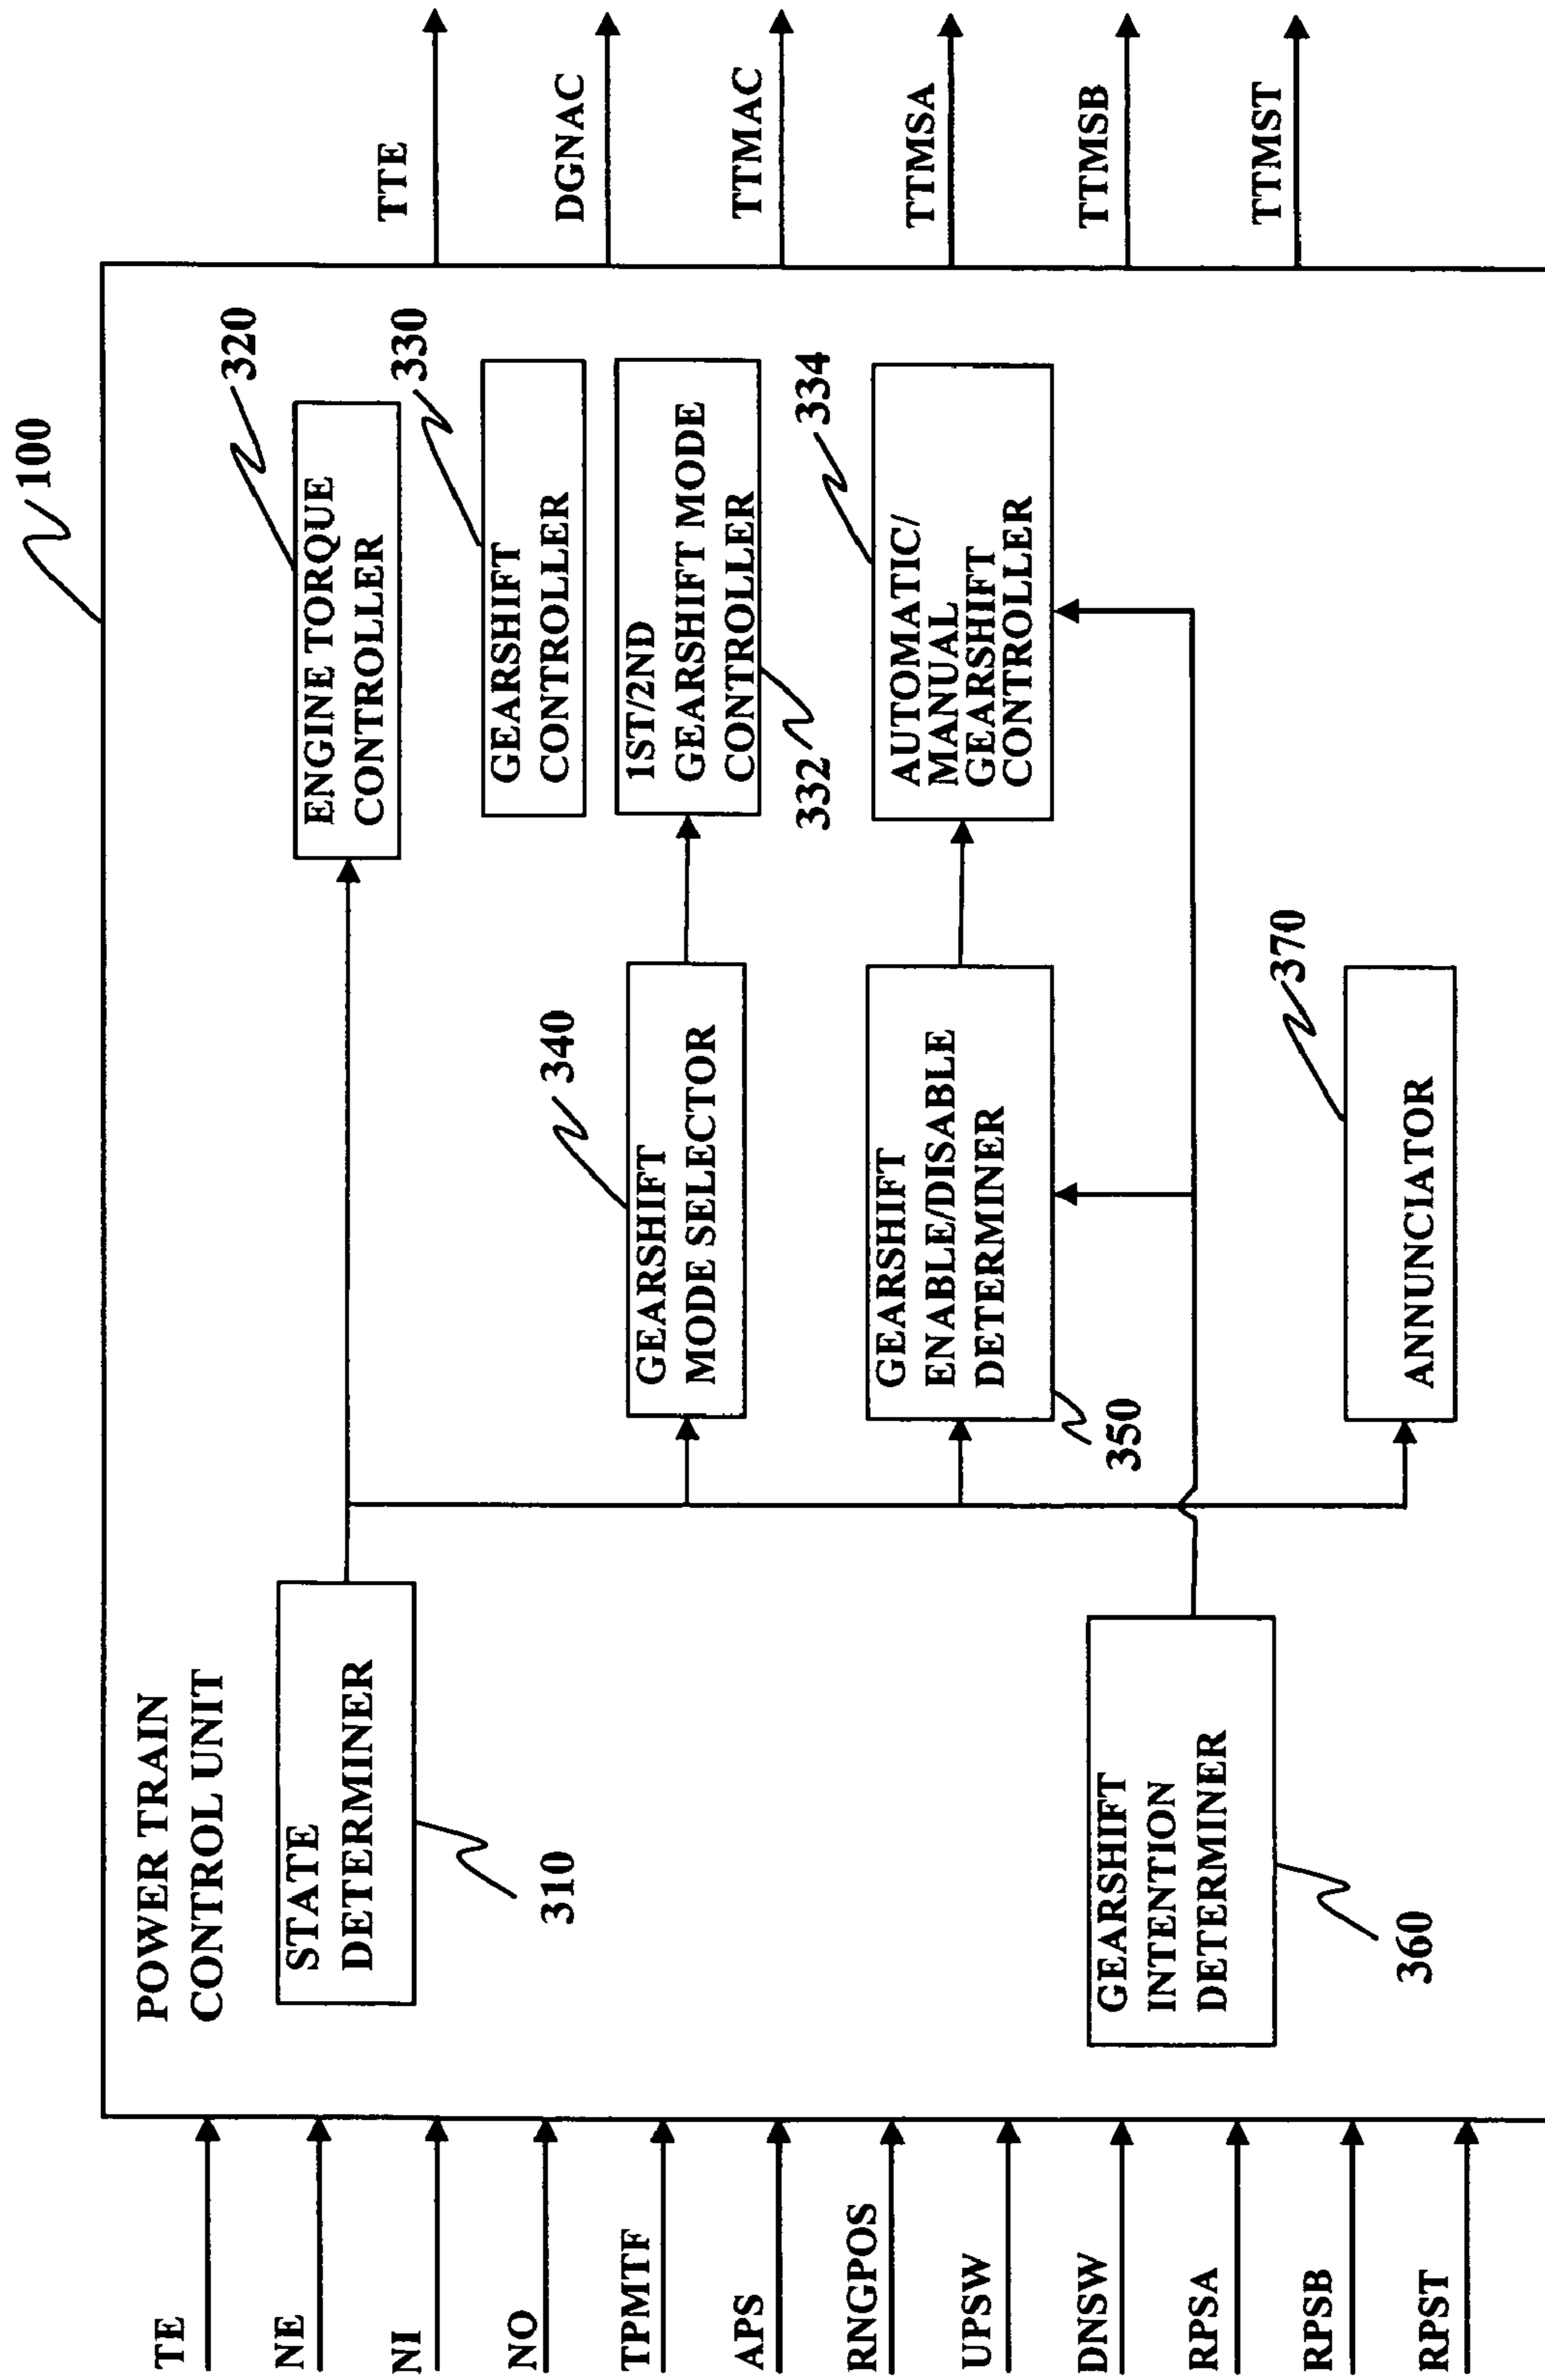 100
POWER TRAIN
CONTROL UNIT
TE
NE
NI
NO
TPMTF
APS
RNGPOS
UPSW
DNSW
RPSA
RPSB
RPST
STATE
DETERMINER
310
GEARSHIFT
INTENTION
DETERMINER
360
340
GEARSHIFT
MODE SELECTOR
GEARSHIFT
ENABLE/DISABLE
DETERMINER
350
370
ANNUNCIATOR
320
ENGINE TORQUE
CONTROLLER
330
GEARSHIFT
CONTROLLER
1ST/2ND
GEARSHIFT MODE
CONTROLLER
332
334
AUTOMATIC/
MANUAL
GEARSHIFT
CONTROLLER
TTE
DGNAC
TTMAC
TTMSA
TTMSB
TTMST